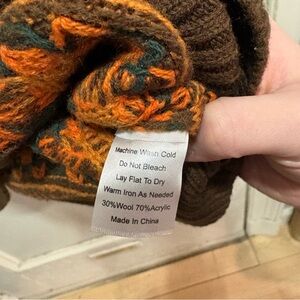 Machine Wash Cold
Do Not Bleach
Lay Flat To Dry
Warm Iron As Needed
30%Wool 70%Acrylic
Made In China